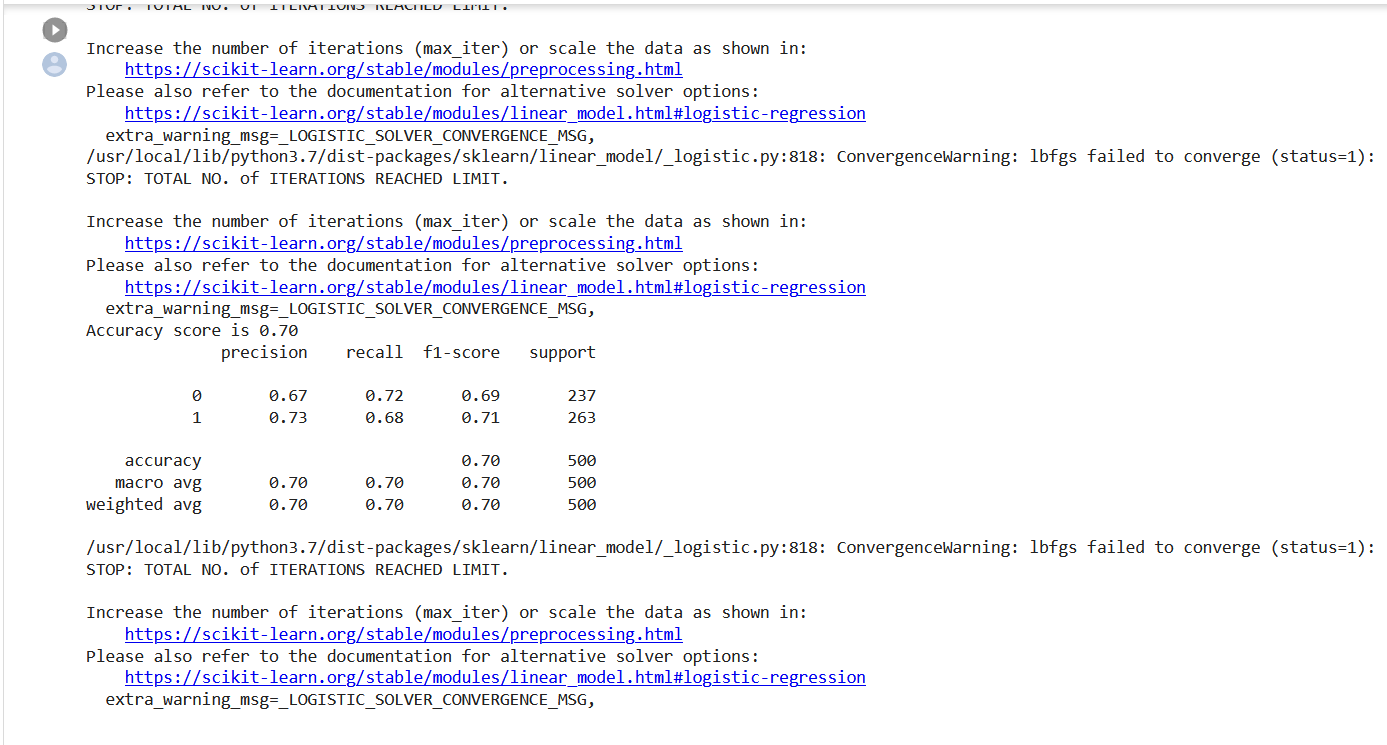 STOP: TOTAL NO. of ITERATIONS REACHED LIMIT.
Increase the number of iterations (max_iter) or scale the data as shown in:
https://scikit-learn.org/stable/modules/preprocessing.html
Please also refer to the documentation for alternative solver options:
https://scikit-learn.org/stable/modules/linear_model.html#logistic-regression
extra_warning_msg=_LOGISTIC_SOLVER_CONVERGENCE_MSG,
/usr/local/lib/python3.7/dist-packages/sklearn/linear_model/_logistic.py:818: ConvergenceWarning: lbfgs failed to converge (status=1):
STOP: TOTAL NO. of ITERATIONS REACHED LIMIT.
Increase the number of iterations (max_iter) or scale the data as shown in:
https://scikit-learn.org/stable/modules/preprocessing.html
Please also refer to the documentation for alternative solver options:
https://scikit-learn.org/stable/modules/linear_model.html#logistic-regression
extra_warning_msg=_LOGISTIC_SOLVER_CONVERGENCE_MSG,
Accuracy score is 0.70
precision recall f1-score support
0 0.67 0.72 0.69 237
1 0.73 0.68 0.71 263
accuracy 0.70 500
macro avg 0.70 0.70 0.70 500
weighted avg 0.70 0.70 0.70 500
/usr/local/lib/python3.7/dist-packages/sklearn/linear_model/_logistic.py:818: ConvergenceWarning: lbfgs failed to converge (status=1):
STOP: TOTAL NO. of ITERATIONS REACHED LIMIT.
Increase the number of iterations (max_iter) or scale the data as shown in:
https://scikit-learn.org/stable/modules/preprocessing.html
Please also refer to the documentation for alternative solver options:
https://scikit-learn.org/stable/modules/linear_model.html#logistic-regression
extra_warning_msg=_LOGISTIC_SOLVER_CONVERGENCE_MSG,